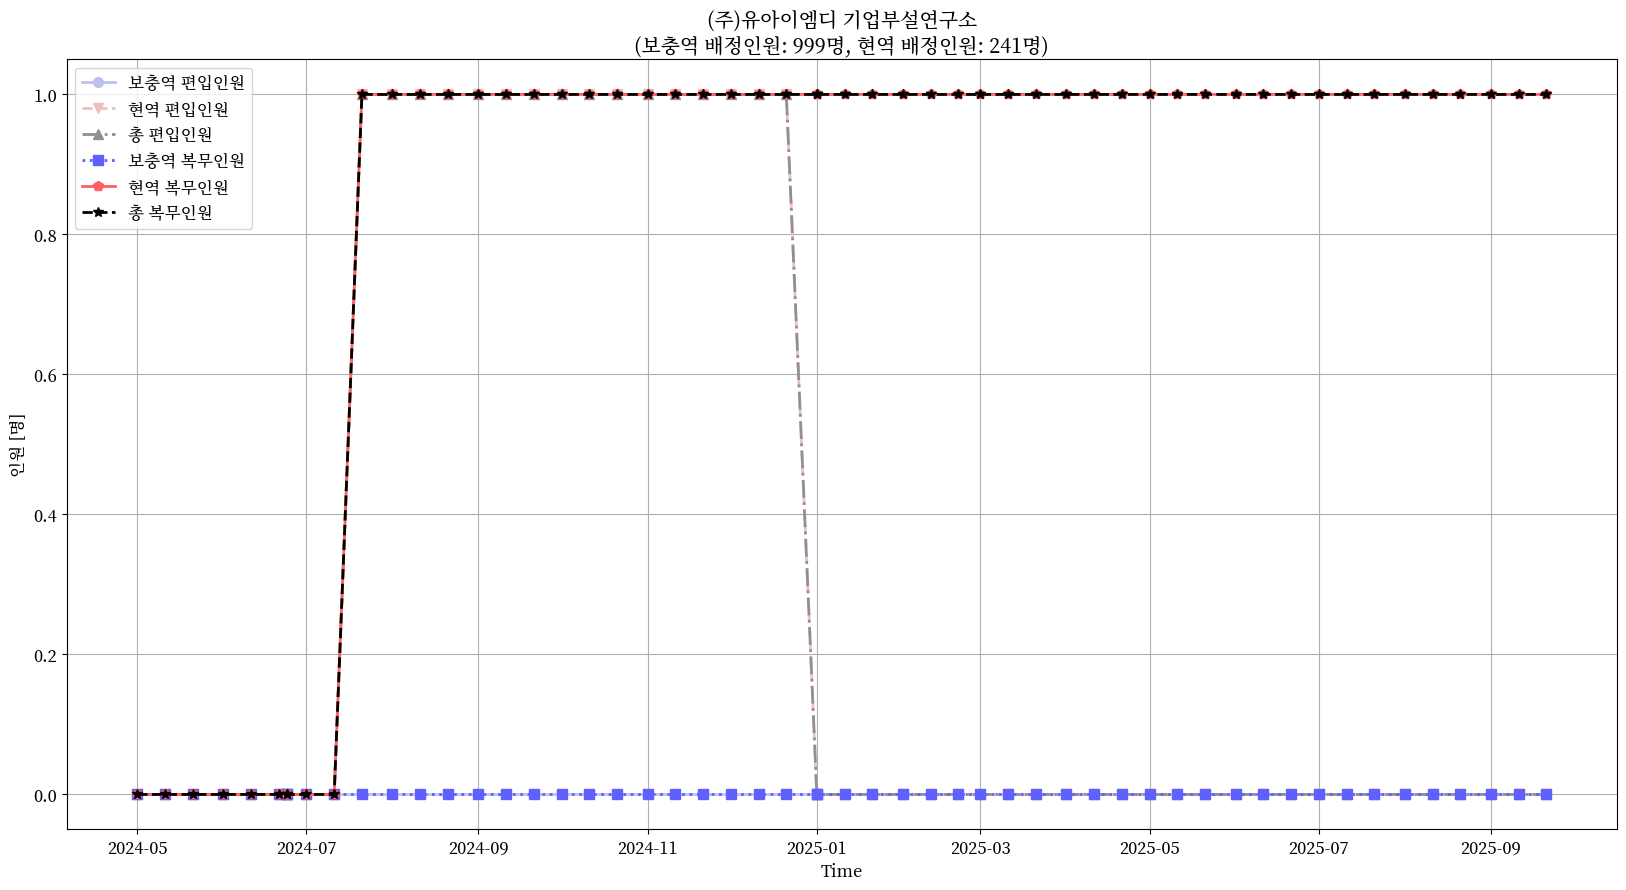 (주)유아이엠디 기업부설연구소
(보충역 배정인원: 999명, 현역 배정인원: 241명)
보충역 편입인원
현역 편입인원
총 편입인원
보충역 복무인원
현역 복무인원
총 복무인원
1.0
0.8
0.6
0.4
0.2
0.0
인원 [명]
2024-05
2024-07
2024-09
2024-11
2025-01
2025-03
2025-05
2025-07
2025-09
Time